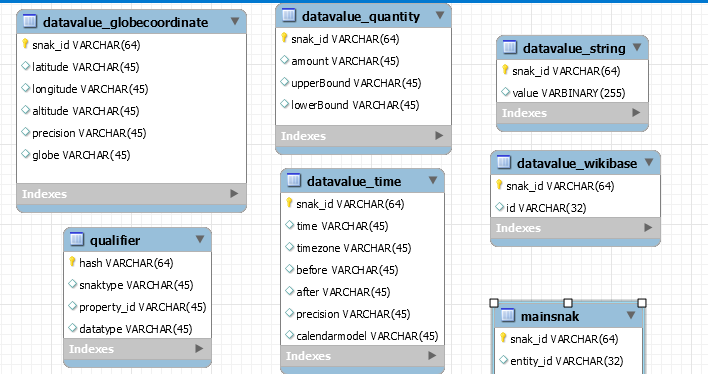 datavalue_globecoordinate
snak_id VARCHAR(64)
latitude VARCHAR(45)
longitude VARCHAR(45)
altitude VARCHAR(45)
precision VARCHAR(45)
globe VARCHAR(45)
Indexes
datavalue_quantity
snak_id VARCHAR(64)
amount VARCHAR(45)
upperBound VARCHAR(45)
lowerBound VARCHAR(45)
Indexes
datavalue_string
snak_id VARCHAR(64)
value VARBINARY(255)
Indexes
datavalue_wikibase
snak_id VARCHAR(64)
id VARCHAR(32)
Indexes
datavalue_time
snak_id VARCHAR(64)
time VARCHAR(45)
timezone VARCHAR(45)
before VARCHAR(45)
after VARCHAR(45)
precision VARCHAR(45)
calendarmodel VARCHAR(45)
Indexes
qualifier
hash VARCHAR(64)
snaktype VARCHAR(45)
property_id VARCHAR(45)
datatype VARCHAR(45)
Indexes
mainsnak
snak_id VARCHAR(64)
entity_id VARCHAR(32)